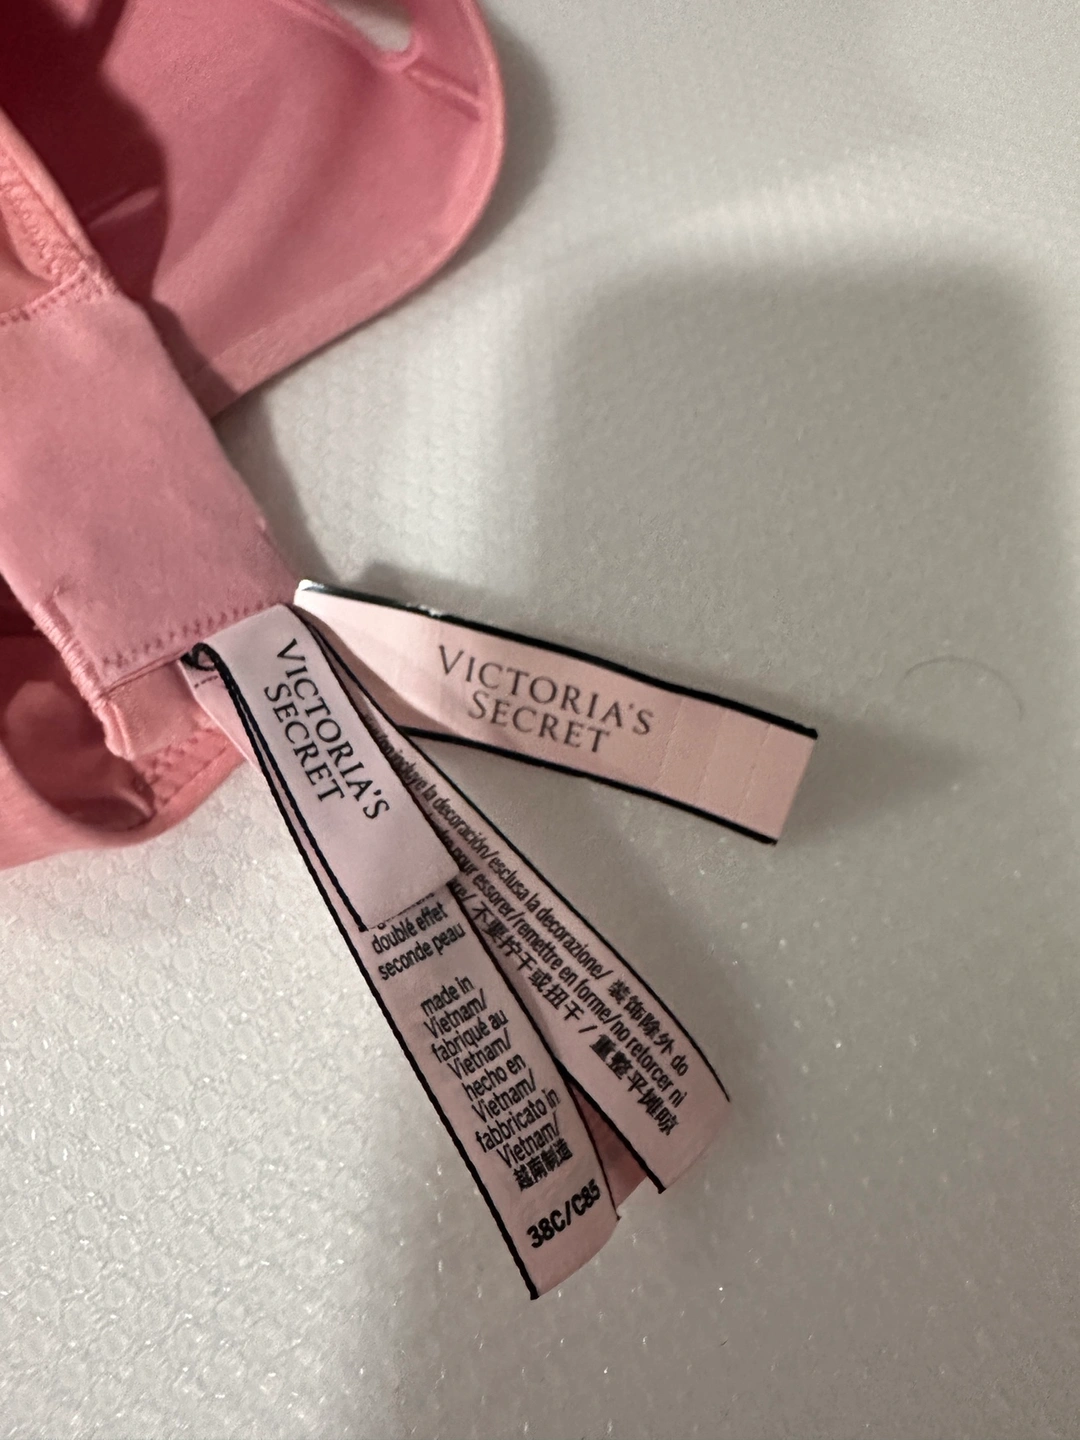 VICTORIA'S
SECRET
VICTORIA'S
SECRET
doublé effet
seconde peau
made in
Vietnam/
fabriqué au
Vietnam/
hecho en
Vietnam/
fabbricato in
Vietnam/
越南制造
38C/C85
la decoración/esclusa la decorazione/ 装饰除外 do
pour essorer/remettre en forme/no retorcer ni
不要拧干或扭干 / 重整平摊晾